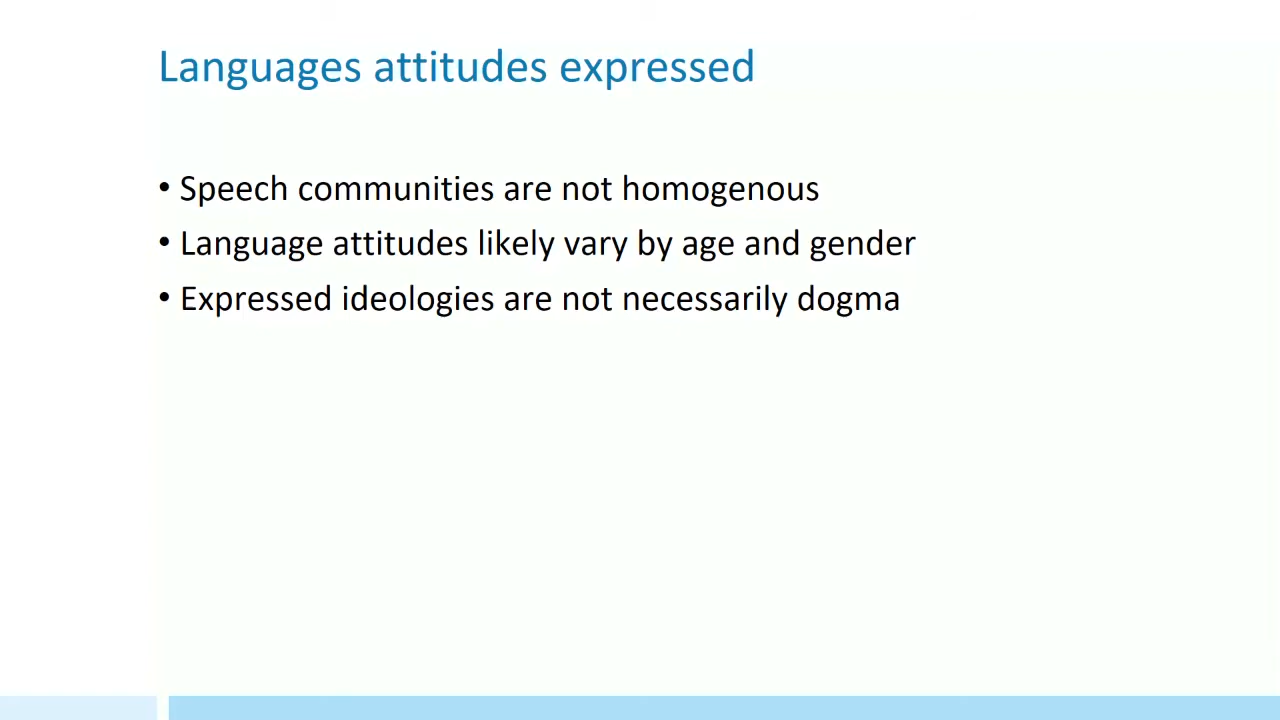 Languages attitudes expressed
• Speech communities are not homogenous
• Language attitudes likely vary by age and gender
• Expressed ideologies are not necessarily dogma